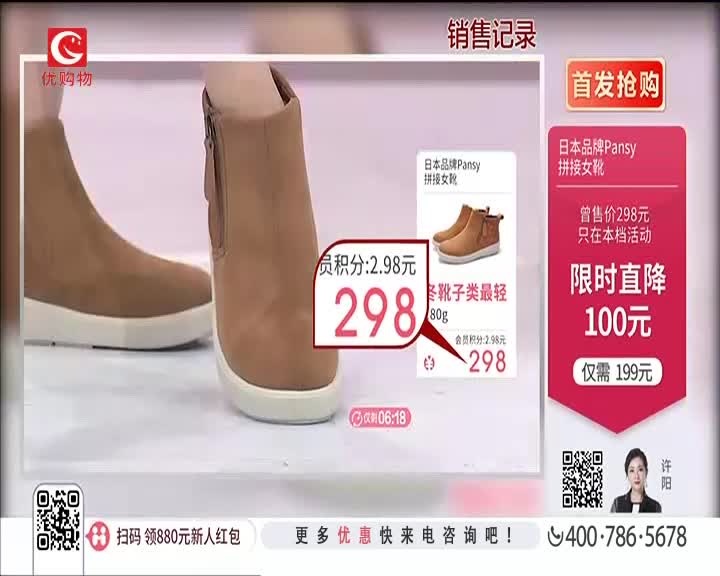 优购物
销售记录
首发抢购
日本品牌Pansy
拼接女靴
曾售价298元
只在本档活动
限时直降
100元
仅需 199元
日本品牌Pansy
拼接女靴
冬靴子类最轻
80g
会员积分:2.98元
298
员积分:2.98元
298
仅剩06:18
许阳
扫码 领880元新人红包
更多优惠快来电咨询吧！
400-786-5678